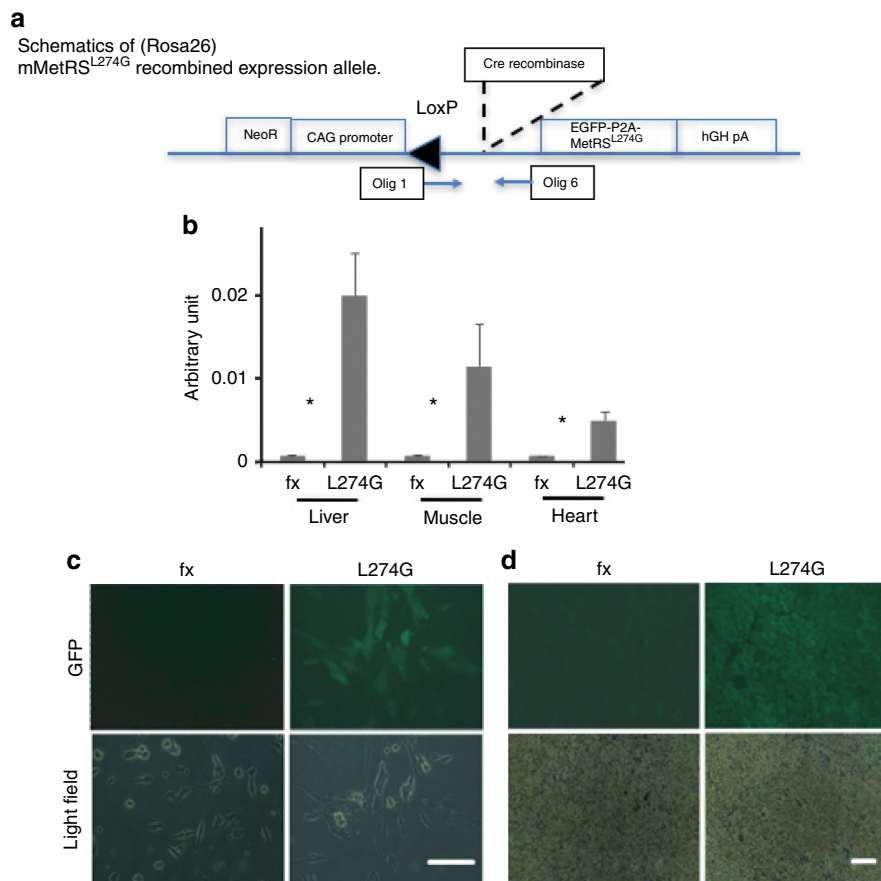 a
Schematics of (Rosa26)
mMetRS^L274G recombined expression allele.
Cre recombinase
LoxP
NeoR
CAG promoter
EGFP-P2A-
MetRS^L274G
hGH pA
Olig 1
Olig 6
b
Arbitrary unit
0.02
0.01
0
*
*
*
fx
L274G
fx
L274G
fx
L274G
Liver
Muscle
Heart
c
fx
L274G
GFP
Light field
d
fx
L274G